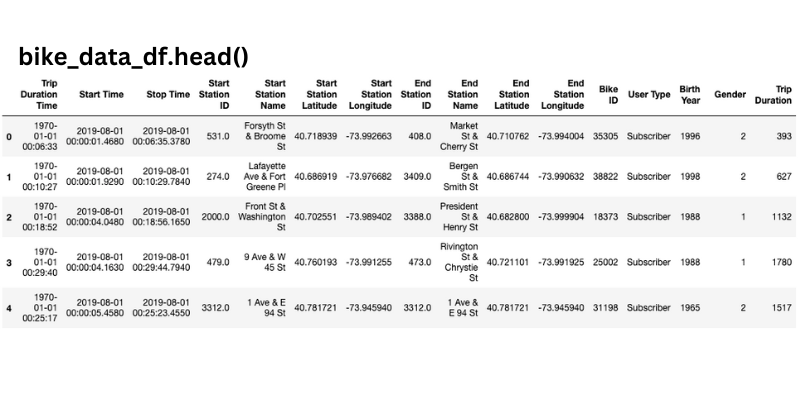 bike_data_df.head()
Trip Duration Time Start Time Stop Time Start Station ID Start Station Name Start Station Latitude Start Station Longitude End Station ID End Station Name End Station Latitude End Station Longitude Bike ID User Type Birth Year Gender Trip Duration
0 1970-01-01 00:06:33 2019-08-01 00:00:01.4680 2019-08-01 00:06:35.3780 531.0 Forsyth St & Broome St 40.718939 -73.992663 408.0 Market St & Cherry St 40.710762 -73.994004 35305 Subscriber 1996 2 393
1 1970-01-01 00:10:27 2019-08-01 00:00:01.9290 2019-08-01 00:10:29.7840 274.0 Lafayette Ave & Fort Greene Pl 40.686919 -73.976682 3409.0 Bergen St & Smith St 40.686744 -73.990632 38822 Subscriber 1998 2 627
2 1970-01-01 00:18:52 2019-08-01 00:00:04.0480 2019-08-01 00:18:56.1650 2000.0 Front St & Washington St 40.702551 -73.989402 3388.0 President St & Henry St 40.682800 -73.999904 18373 Subscriber 1988 1 1132
3 1970-01-01 00:29:40 2019-08-01 00:00:04.1630 2019-08-01 00:29:44.7940 479.0 9 Ave & W 45 St 40.760193 -73.991255 473.0 Rivington St & Chrystie St 40.721101 -73.991925 25002 Subscriber 1988 1 1780
4 1970-01-01 00:25:17 2019-08-01 00:00:05.4580 2019-08-01 00:25:23.4550 3312.0 1 Ave & E 94 St 40.781721 -73.945940 3312.0 1 Ave & E 94 St 40.781721 -73.945940 31198 Subscriber 1965 2 1517